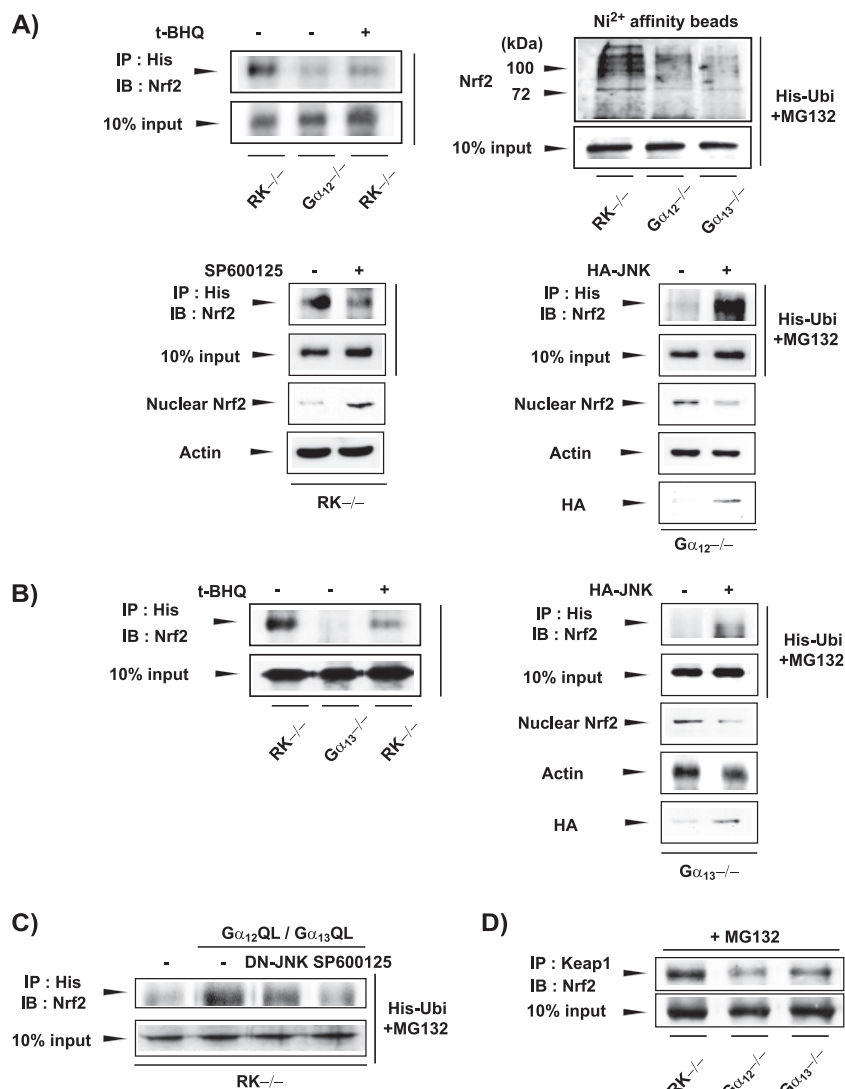 A)
t-BHQ - - +
IP : His
IB : Nrf2
10% input
RK–/– Gα12–/– RK–/–
Ni2+ affinity beads
(kDa)
Nrf2
100
72
10% input
His-Ubi
+MG132
RK–/– Gα12–/– Gα13–/–
SP600125 - +
IP : His
IB : Nrf2
10% input
Nuclear Nrf2
Actin
RK–/–
HA-JNK - +
IP : His
IB : Nrf2
10% input
His-Ubi
+MG132
Nuclear Nrf2
Actin
HA
Gα12–/–
B)
t-BHQ - - +
IP : His
IB : Nrf2
10% input
RK–/– Gα13–/– RK–/–
HA-JNK - +
IP : His
IB : Nrf2
10% input
His-Ubi
+MG132
Nuclear Nrf2
Actin
HA
Gα13–/–
C)
Gα12QL / Gα13QL
- - DN-JNK SP600125
IP : His
IB : Nrf2
10% input
His-Ubi
+MG132
RK–/–
D)
+ MG132
IP : Keap1
IB : Nrf2
10% input
RK–/– Gα12–/– Gα13–/–